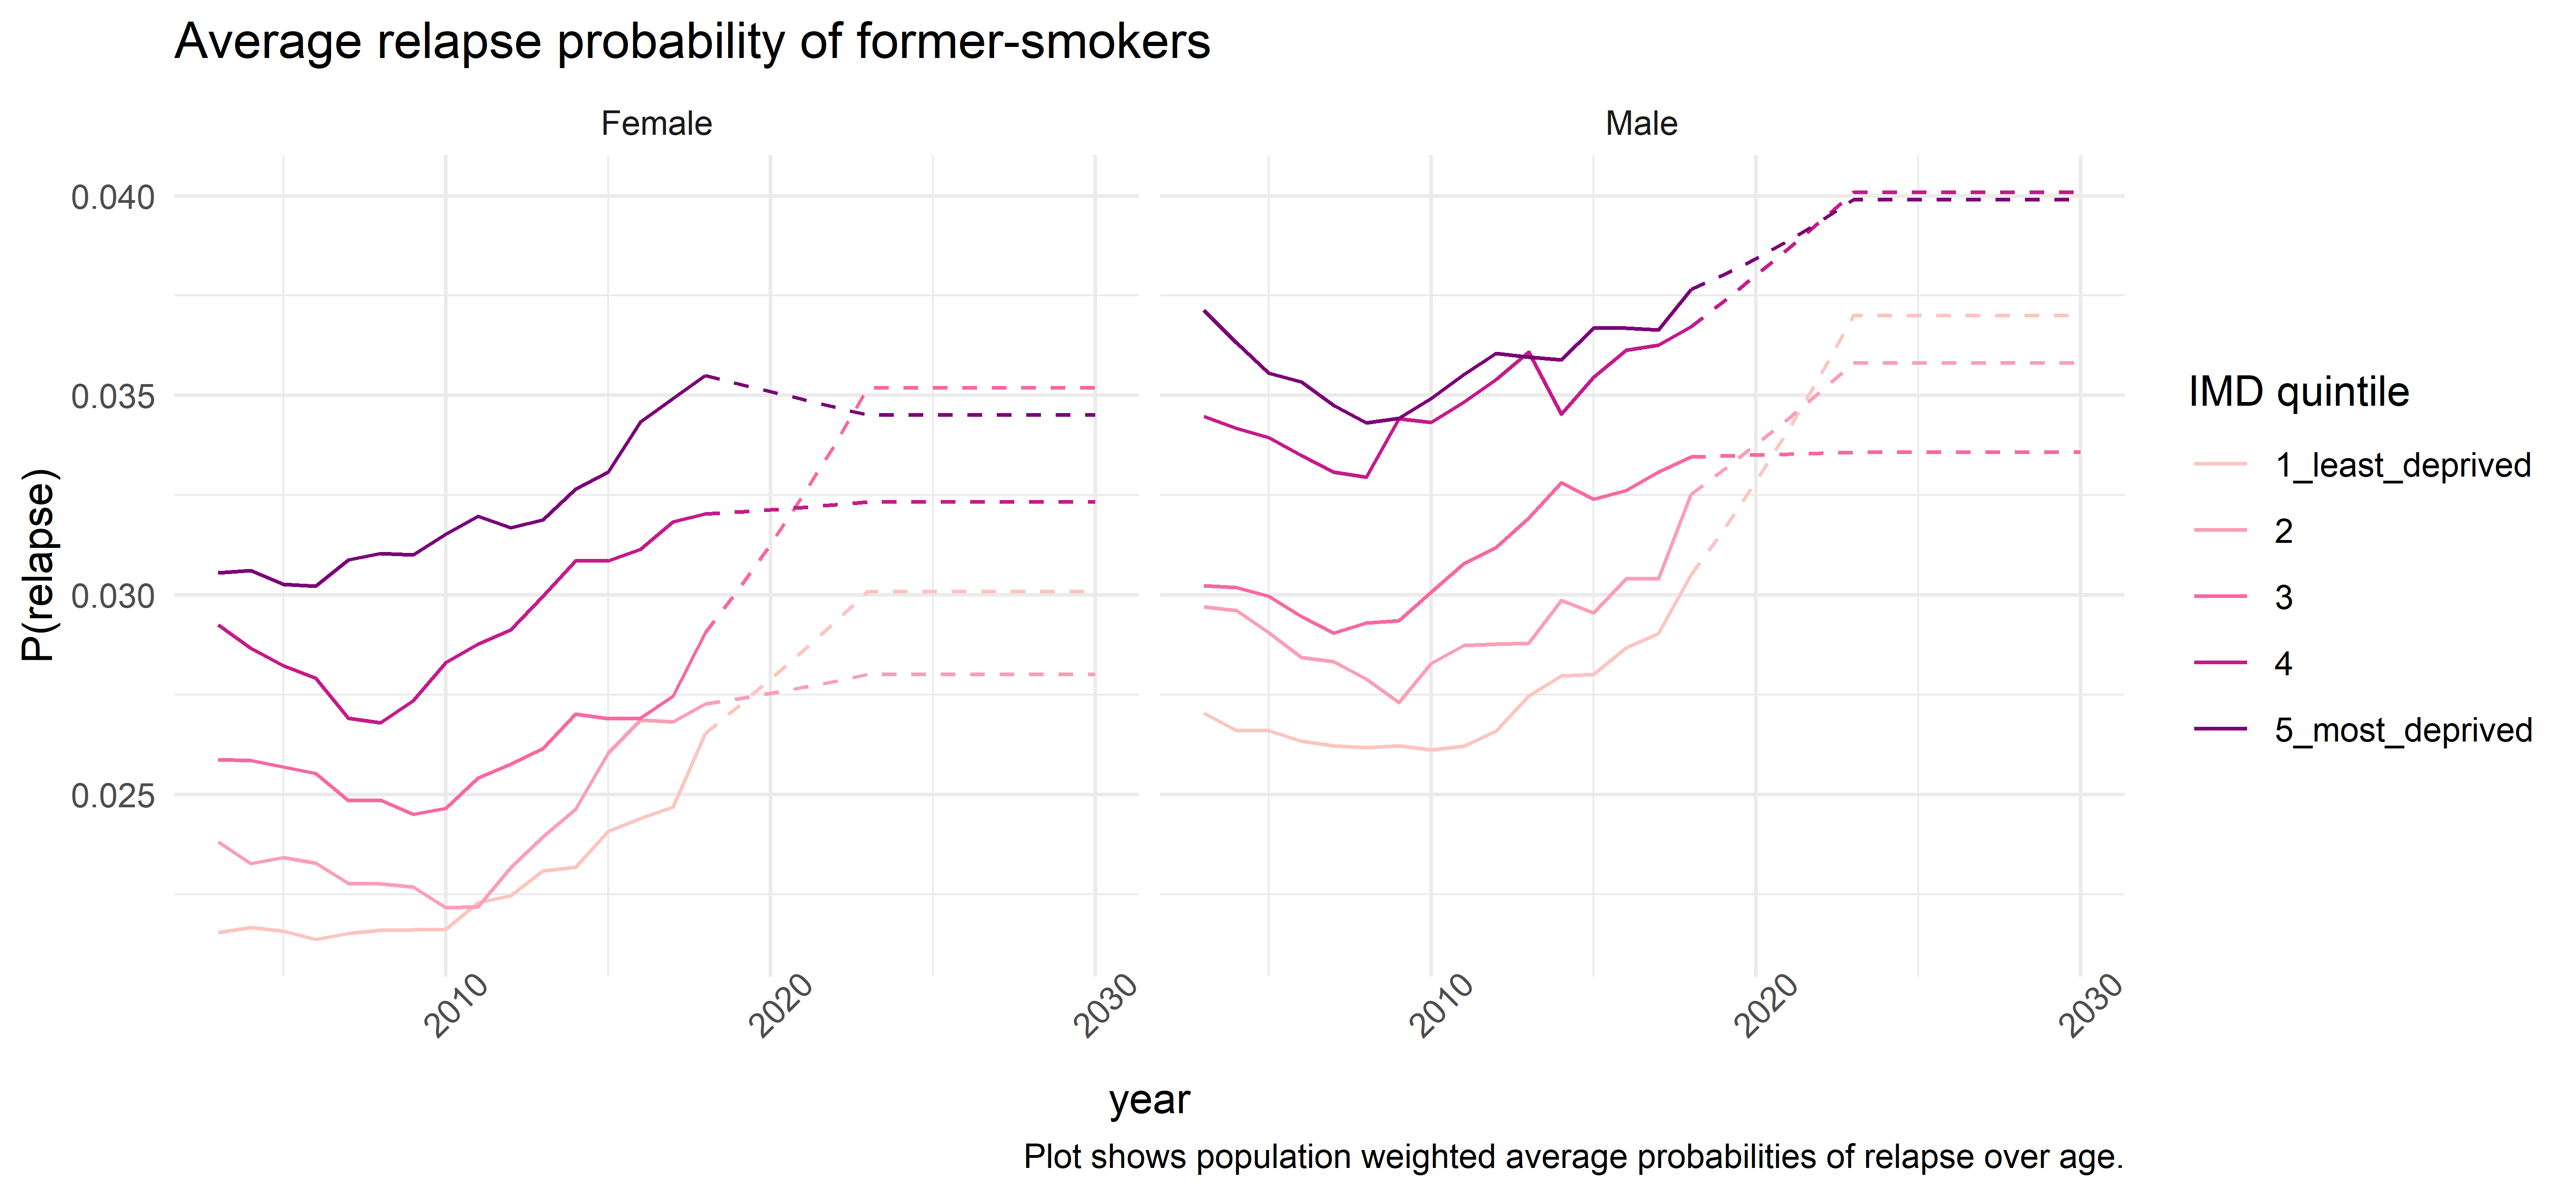 Average relapse probability of former-smokers
Female
Male
0.040
0.035
0.030
0.025
P(relapse)
2010
2020
2030
2010
2020
2030
year
IMD quintile
1_least_deprived
2
3
4
5_most_deprived
Plot shows population weighted average probabilities of relapse over age.